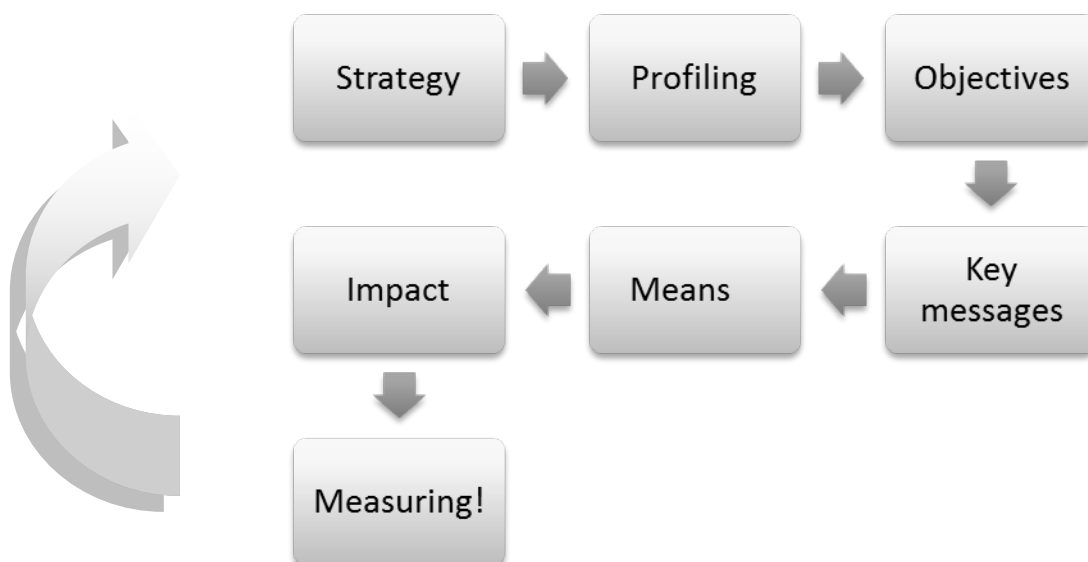 Strategy
Profiling
Objectives
Key
messages
Means
Impact
Measuring!